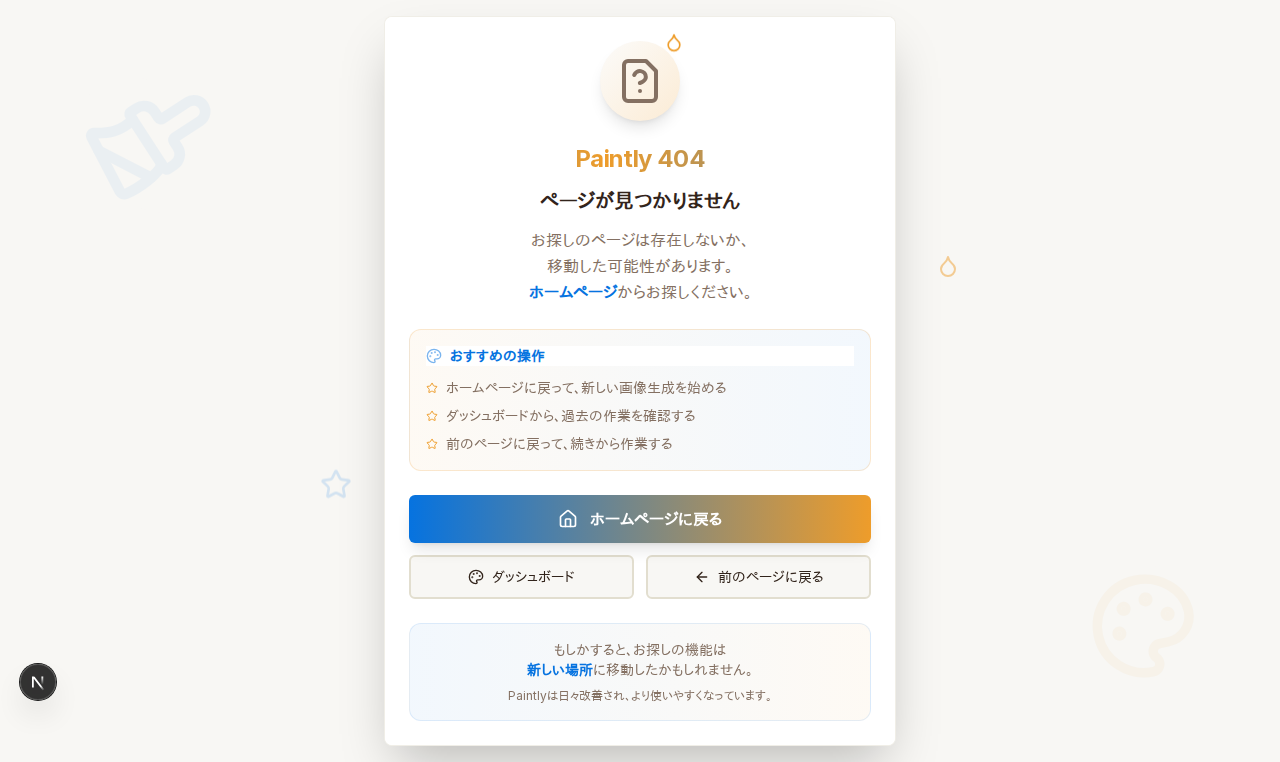 Paintly 404
ページが見つかりません
お探しのページは存在しないか、
移動した可能性があります。
ホームページからお探しください。
おすすめの操作
ホームページに戻って、新しい画像生成を始める
ダッシュボードから、過去の作業を確認する
前のページに戻って、続きから作業する
ホームページに戻る
ダッシュボード
前のページに戻る
もしかすると、お探しの機能は
新しい場所に移動したかもしれません。
Paintlyは日々改善され、より使いやすくなっています。
N